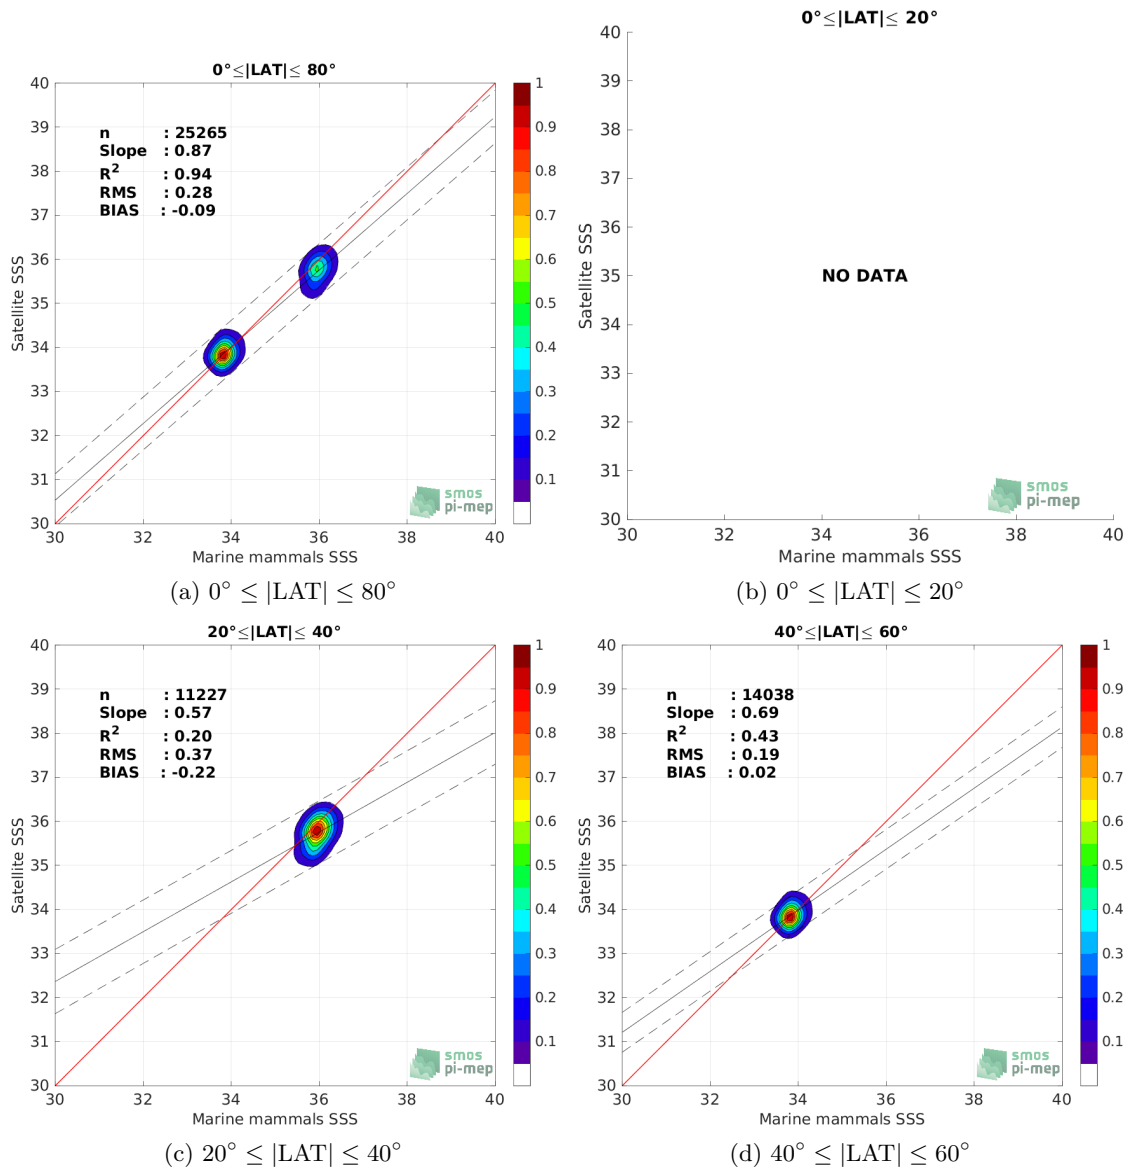 0°≤|LAT|≤ 80°
40
39
38
37
36
35
34
33
32
31
30
Satellite SSS
n : 25265
Slope : 0.87
R2 : 0.94
RMS : 0.28
BIAS : -0.09
smos
pi-mep
30 32 34 36 38 40
Marine mammals SSS
1
0.9
0.8
0.7
0.6
0.5
0.4
0.3
0.2
0.1
(a) 0° ≤ |LAT| ≤ 80°
0°≤|LAT|≤ 20°
40
39
38
37
36
35
34
33
32
31
30
Satellite SSS
NO DATA
smos
pi-mep
30 32 34 36 38 40
Marine mammals SSS
(b) 0° ≤ |LAT| ≤ 20°
20°≤|LAT|≤ 40°
40
39
38
37
36
35
34
33
32
31
30
Satellite SSS
n : 11227
Slope : 0.57
R2 : 0.20
RMS : 0.37
BIAS : -0.22
smos
pi-mep
30 32 34 36 38 40
Marine mammals SSS
1
0.9
0.8
0.7
0.6
0.5
0.4
0.3
0.2
0.1
(c) 20° ≤ |LAT| ≤ 40°
40°≤|LAT|≤ 60°
40
39
38
37
36
35
34
33
32
31
30
Satellite SSS
n : 14038
Slope : 0.69
R2 : 0.43
RMS : 0.19
BIAS : 0.02
smos
pi-mep
30 32 34 36 38 40
Marine mammals SSS
1
0.9
0.8
0.7
0.6
0.5
0.4
0.3
0.2
0.1
(d) 40° ≤ |LAT| ≤ 60°